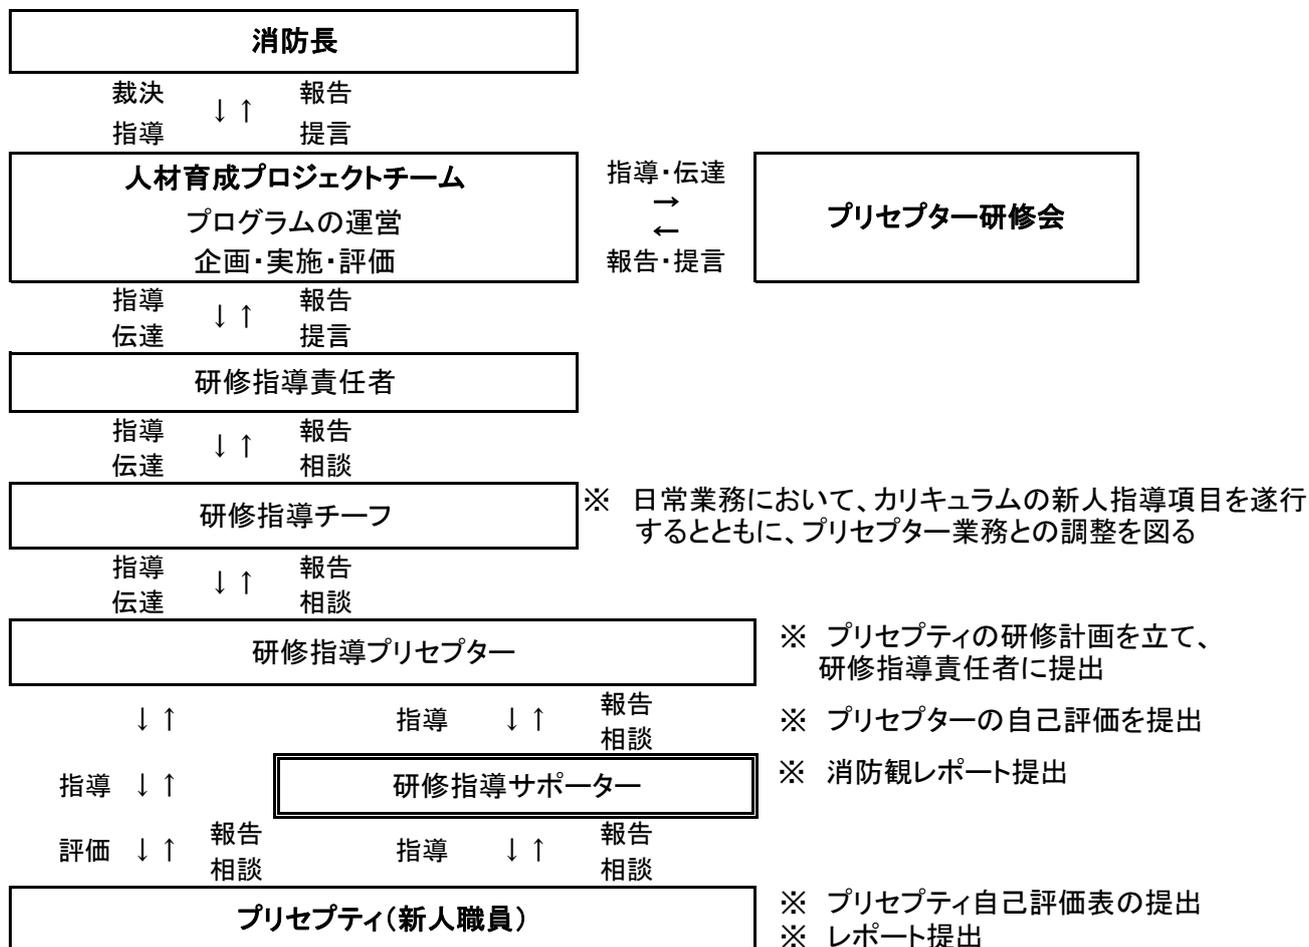 消防長
裁決 ↓↑ 報告
指導 提言
人材育成プロジェクトチーム
プログラムの運営
企画・実施・評価
指導・伝達
→
←
報告・提言
プリセプター研修会
指導 ↓↑ 報告
伝達 提言
研修指導責任者
指導 ↓↑ 報告
伝達 相談
研修指導チーフ
※ 日常業務において、カリキュラムの新人指導項目を遂行
するとともに、プリセプター業務との調整を図る
指導 ↓↑ 報告
伝達 相談
研修指導プリセプター
※ プリセプティの研修計画を立て、
研修指導責任者に提出
↓↑ 指導 ↓↑ 報告
相談
※ プリセプターの自己評価を提出
指導 ↓↑
研修指導サポーター
※ 消防観レポート提出
評価 ↓↑ 報告
相談
指導 ↓↑ 報告
相談
プリセプティ(新人職員)
※ プリセプティ自己評価表の提出
※ レポート提出